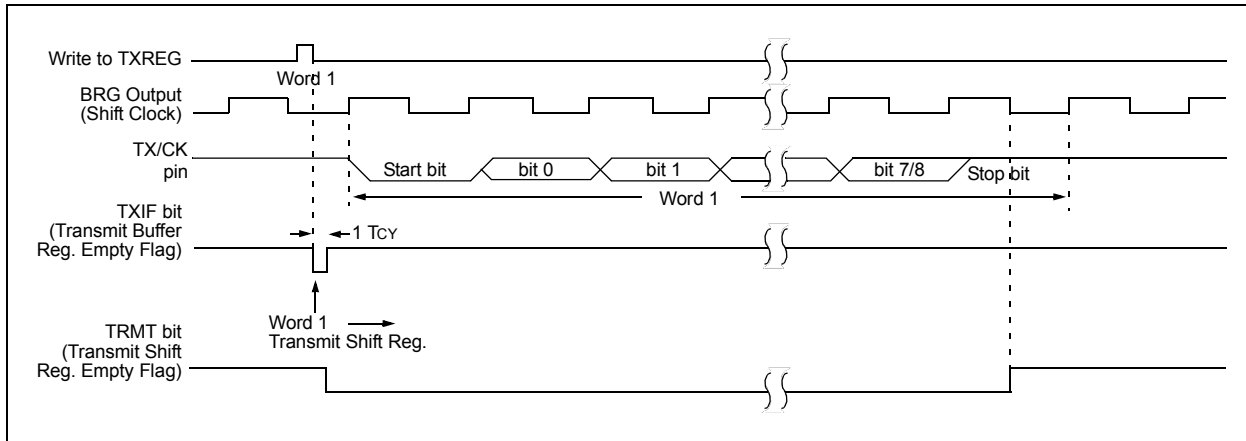 Write to TXREG
Word 1
BRG Output
(Shift Clock)
TX/CK
pin
Start bit
bit 0
bit 1
bit 7/8
Stop bit
Word 1
TXIF bit
(Transmit Buffer
Reg. Empty Flag)
1 TCY
Word 1
Transmit Shift Reg.
TRMT bit
(Transmit Shift
Reg. Empty Flag)